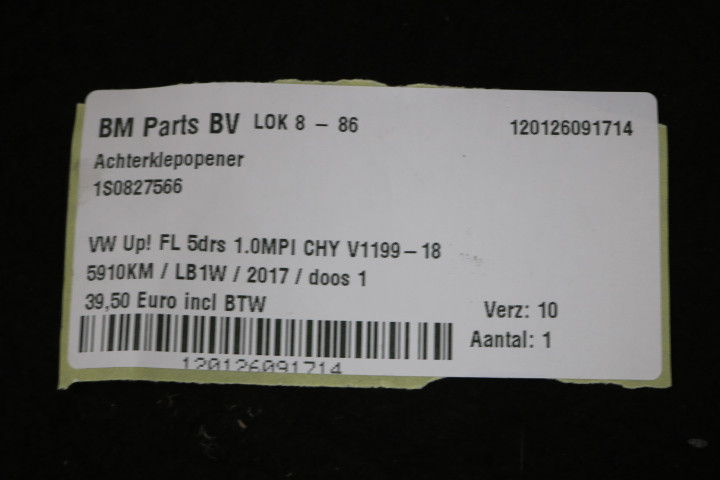 BM Parts BV LOK 8 - 86 120126091714
Achterklepopener
1S0827566
VW Up! FL 5drs 1.0MPI CHY V1199-18
5910KM / LB1W / 2017 / doos 1
39,50 Euro incl BTW
Verz: 10
Aantal: 1
120126091714